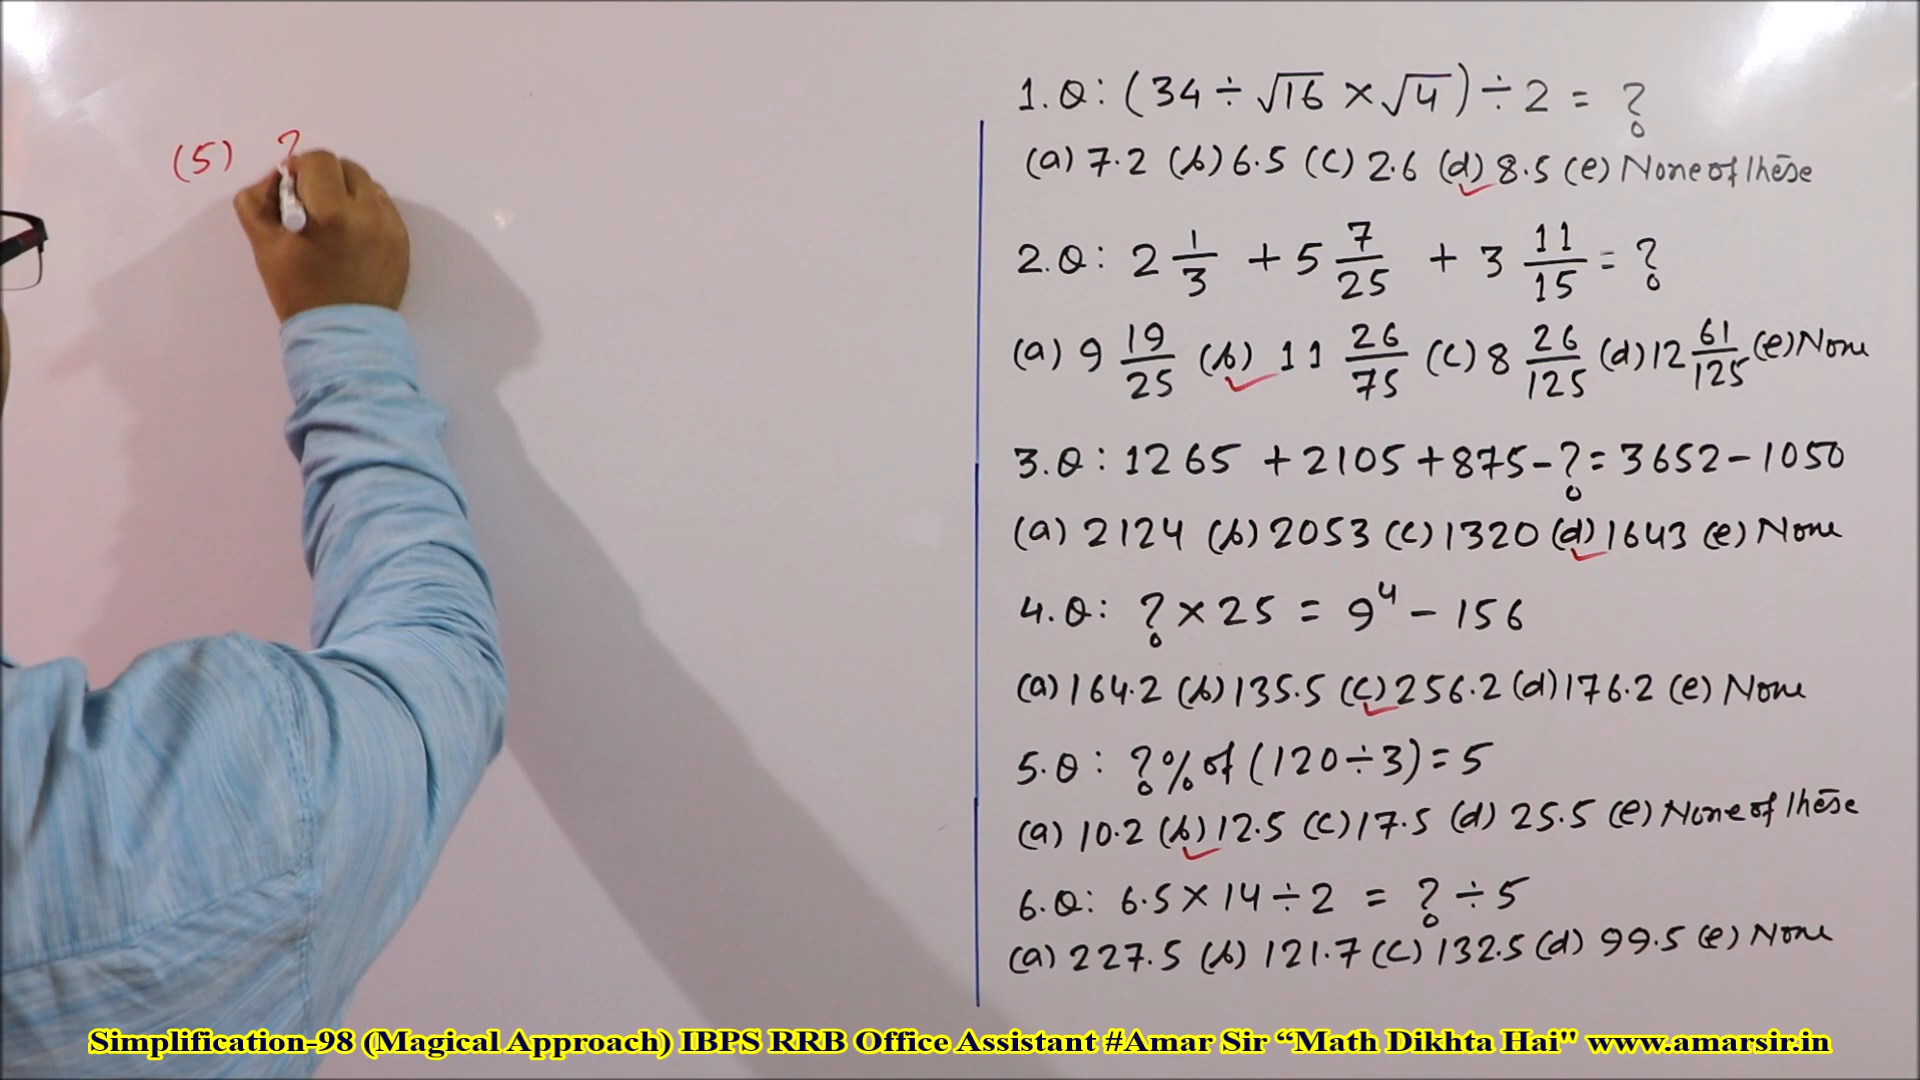 (5) ?
1.Q: (34 ÷ √16 × √4) ÷ 2 = ?
(a) 7.2 (b) 6.5 (c) 2.6 (d) 8.5 (e) None of these
2.Q: 2 1/3 + 5 7/25 + 3 11/15 = ?
(a) 9 19/25 (b) 11 26/75 (c) 8 26/125 (d) 12 61/125 (e) None
3.Q: 1265 + 2105 + 875 - ? = 3652 - 1050
(a) 2124 (b) 2053 (c) 1320 (d) 1643 (e) None
4.Q: ? × 25 = 9⁴ - 156
(a) 164.2 (b) 135.5 (c) 256.2 (d) 176.2 (e) None
5.Q: ?% of (120 ÷ 3) = 5
(a) 10.2 (b) 12.5 (c) 17.5 (d) 25.5 (e) None of these
6.Q: 6.5 × 14 ÷ 2 = ? ÷ 5
(a) 227.5 (b) 121.7 (c) 132.5 (d) 99.5 (e) None
Simplification-98 (Magical Approach) IBPS RRB Office Assistant #Amar Sir “Math Dikhta Hai" www.amarsir.in